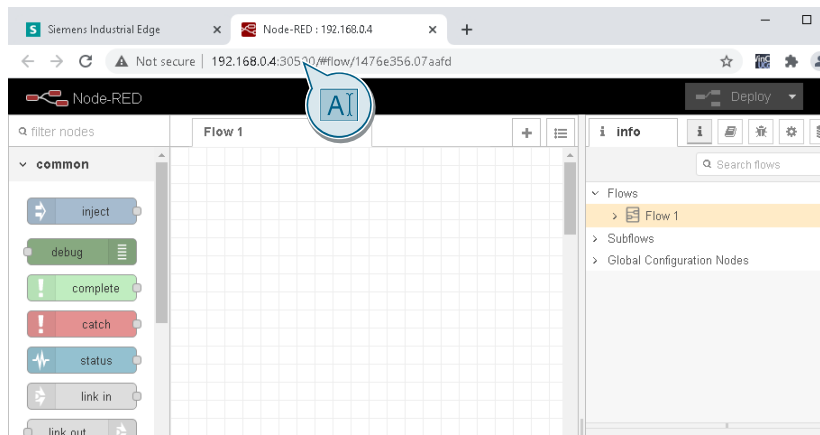 S Siemens Industrial Edge
Node-RED : 192.168.0.4
Not secure | 192.168.0.4:30520/#flow/1476e356.07aafd
Node-RED
Deploy
filter nodes
Flow 1
i info
i
common
Search flows
Flows
Flow 1
Subflows
Global Configuration Nodes
inject
debug
complete
catch
status
link in
link out
A